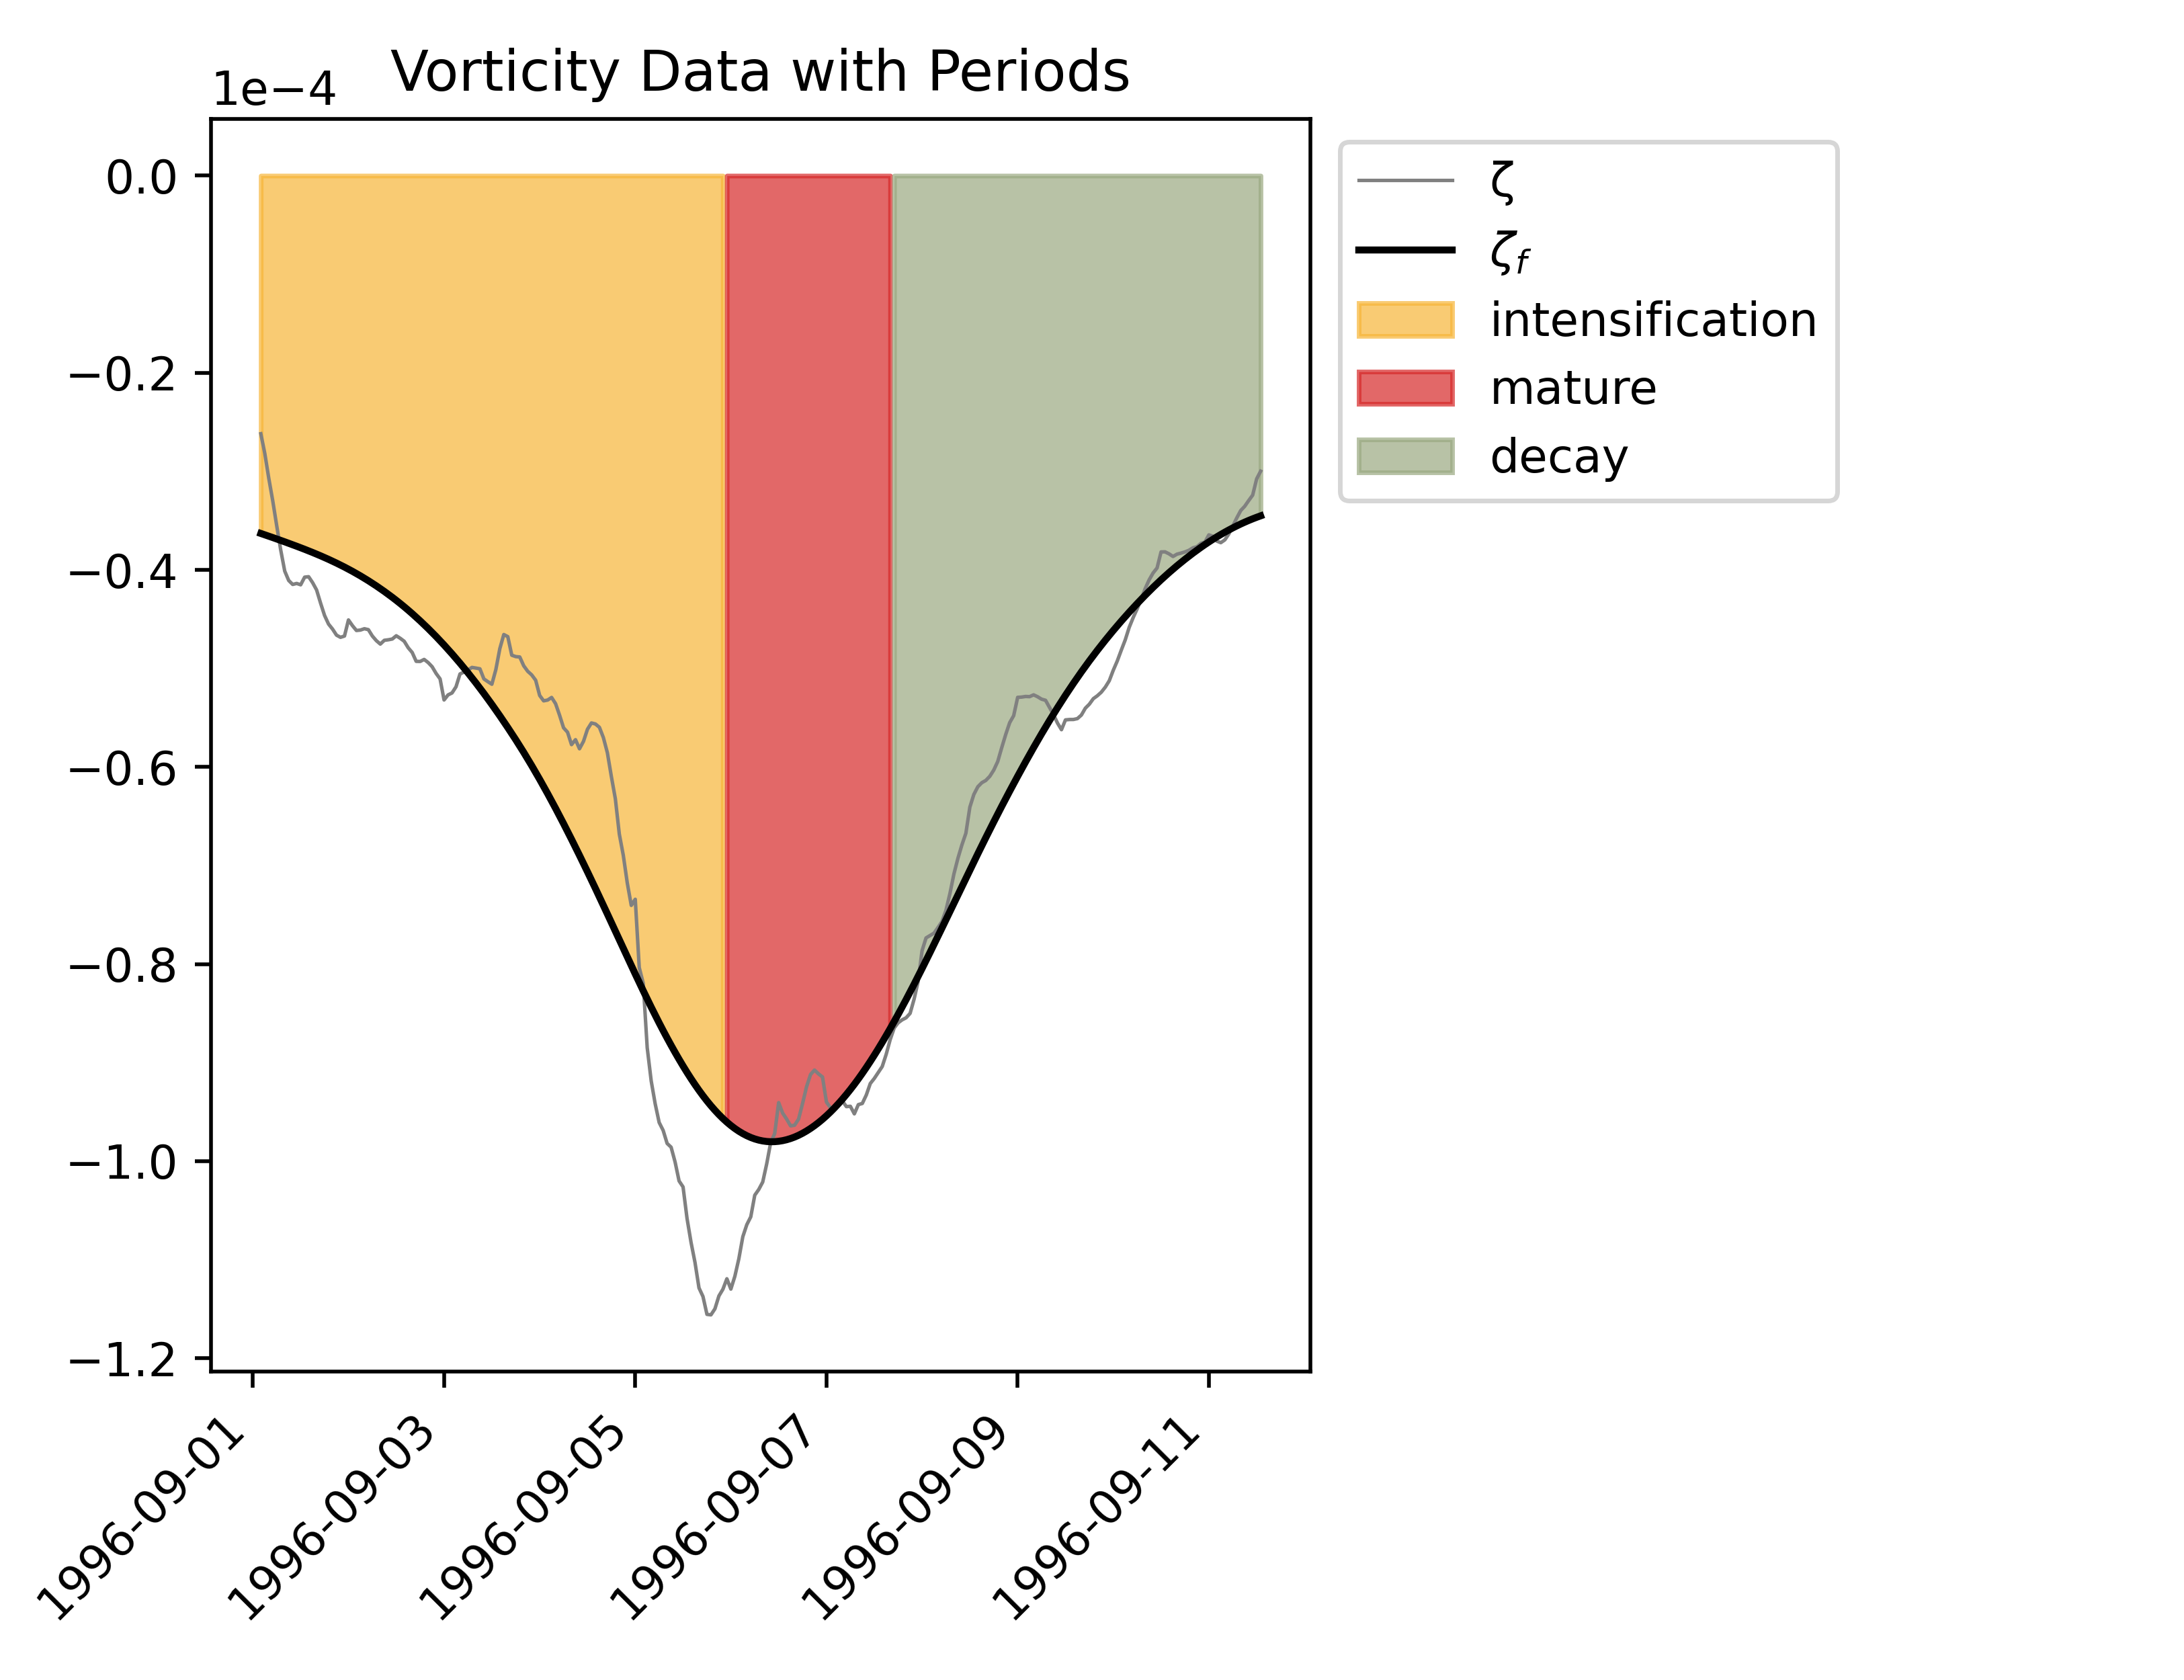 Vorticity Data with Periods
1e−4
0.0
−0.2
−0.4
−0.6
−0.8
−1.0
−1.2
1996-09-01
1996-09-03
1996-09-05
1996-09-07
1996-09-09
1996-09-11
ζ
ζf
intensification
mature
decay